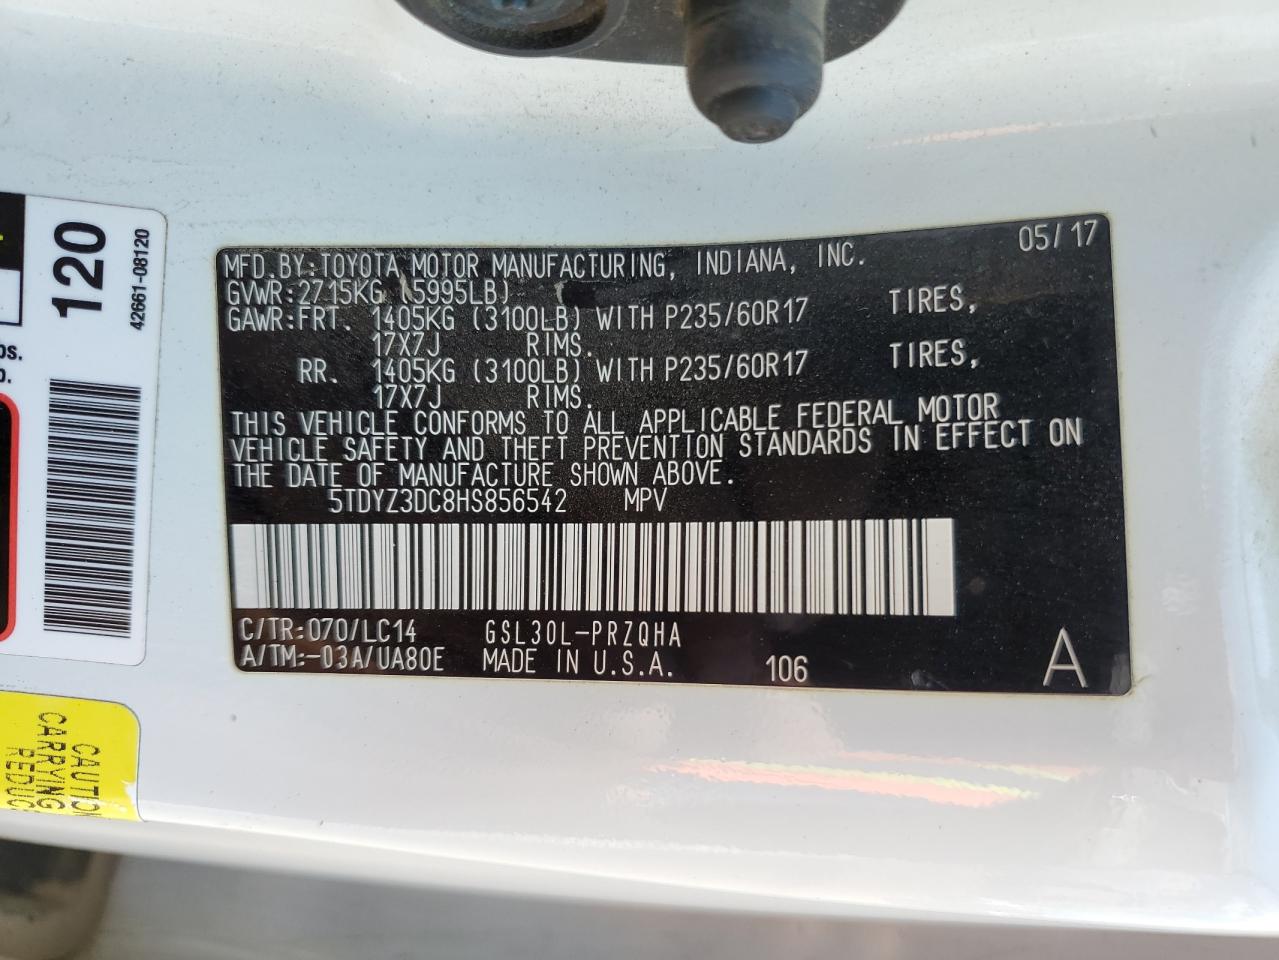 MFD.BY:TOYOTA MOTOR MANUFACTURING, INDIANA, INC. 05/17
GVWR:2715KG (5995LB)
GAWR:FRT. 1405KG (3100LB) WITH P235/60R17 TIRES,
17X7J RIMS.
RR. 1405KG (3100LB) WITH P235/60R17 TIRES,
17X7J RIMS.
THIS VEHICLE CONFORMS TO ALL APPLICABLE FEDERAL MOTOR
VEHICLE SAFETY AND THEFT PREVENTION STANDARDS IN EFFECT ON
THE DATE OF MANUFACTURE SHOWN ABOVE.
5TDYZ3DC8HS856542 MPV
C/TR:070/LC14 GSL30L-PRZQHA
A/TM:-03A/UA80E MADE IN U.S.A. 106 A
120
42661-08120
CAUTION
CARRYING